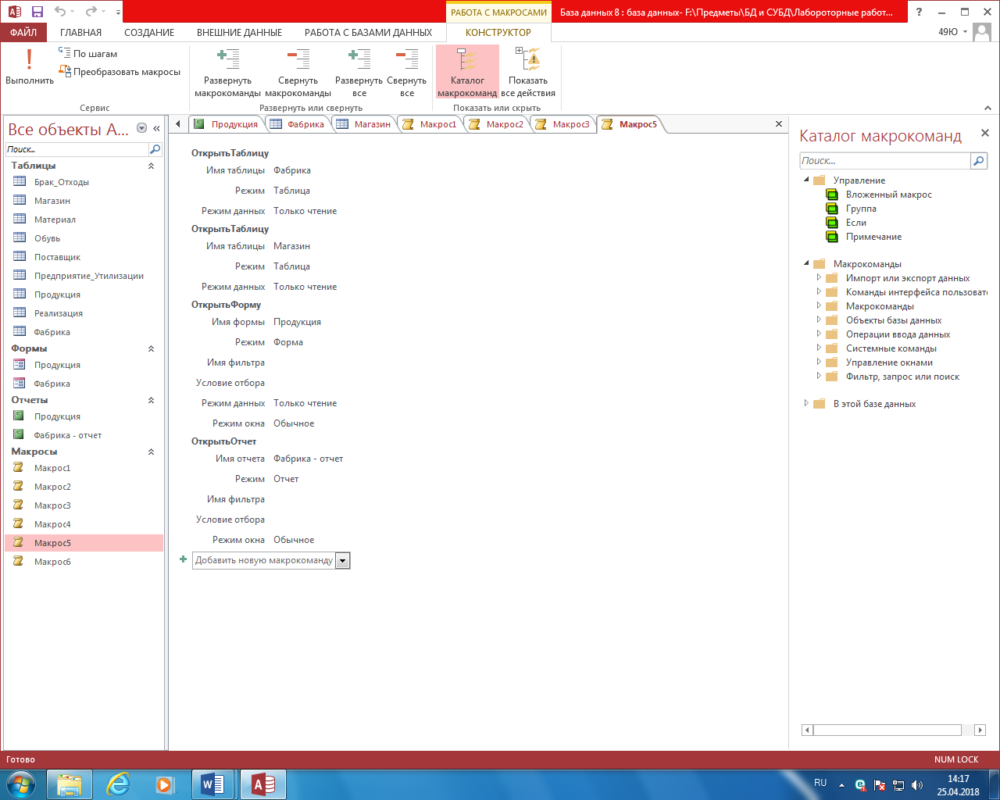 РАБОТА С МАКРОСАМИ
База данных 8 : база данных- F:\Предметы\БД и СУБД\Лабороторные работ...
?
ФАЙЛ ГЛАВНАЯ СОЗДАНИЕ ВНЕШНИЕ ДАННЫЕ РАБОТА С БАЗАМИ ДАННЫХ КОНСТРУКТОР 49Ю
Выполнить
По шагам
Преобразовать макросы
Сервис
Развернуть макрокоманды
Свернуть макрокоманды
Развернуть все
Свернуть все
Развернуть или свернуть
Каталог макрокоманд
Показать все действия
Показать или скрыть
Все объекты A...
Поиск...
Таблицы
Брак_Отходы
Магазин
Материал
Обувь
Поставщик
Предприятие_Утилизации
Продукция
Реализация
Фабрика
Формы
Продукция
Фабрика
Отчеты
Продукция
Фабрика - отчет
Макросы
Макрос1
Макрос2
Макрос3
Макрос4
Макрос5
Макрос6
Продукция Фабрика Магазин Макрос1 Макрос2 Макрос3 Макрос5
ОткрытьТаблицу
Имя таблицы Фабрика
Режим Таблица
Режим данных Только чтение
ОткрытьТаблицу
Имя таблицы Магазин
Режим Таблица
Режим данных Только чтение
ОткрытьФорму
Имя формы Продукция
Режим Форма
Имя фильтра
Условие отбора
Режим данных Только чтение
Режим окна Обычное
ОткрытьОтчет
Имя отчета Фабрика - отчет
Режим Отчет
Имя фильтра
Условие отбора
Режим окна Обычное
Добавить новую макрокоманду
Каталог макрокоманд
Поиск...
Управление
Вложенный макрос
Группа
Если
Примечание
Макрокоманды
Импорт или экспорт данных
Команды интерфейса пользоват
Макрокоманды
Объекты базы данных
Операции ввода данных
Системные команды
Управление окнами
Фильтр, запрос или поиск
В этой базе данных
Готово
NUM LOCK
RU
14:17
25.04.2018